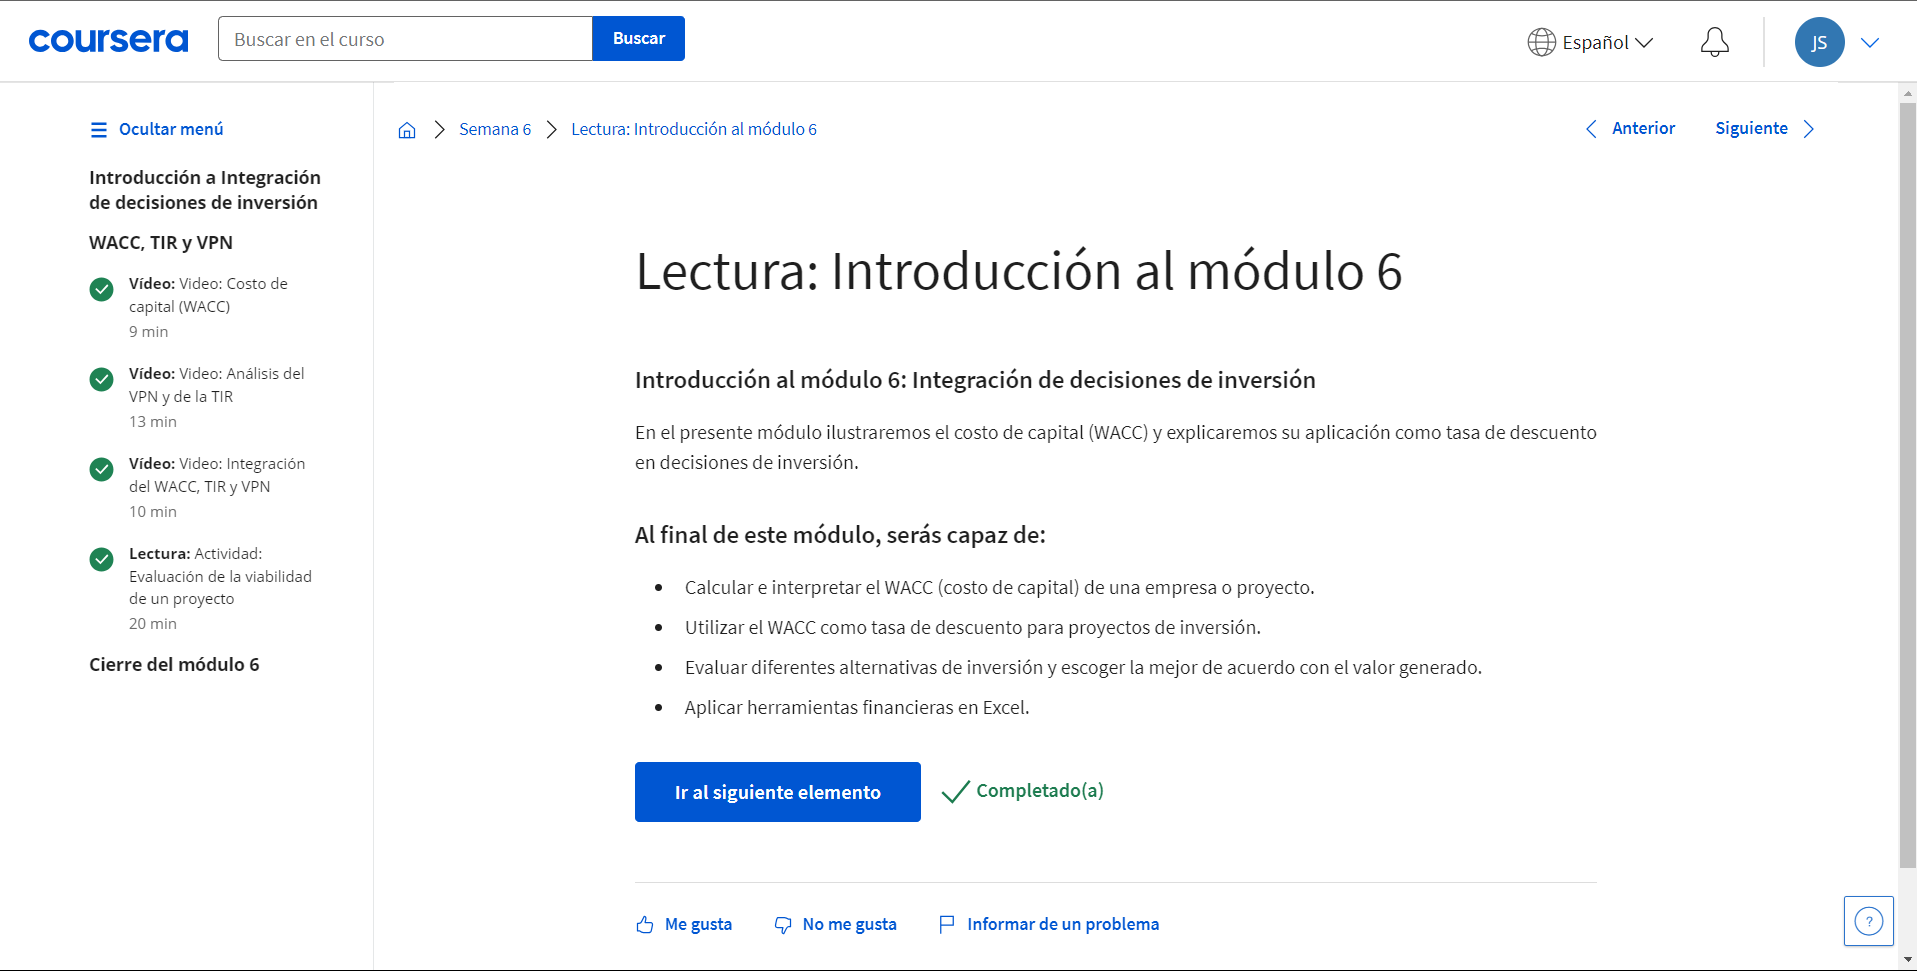 coursera
Buscar en el curso
Buscar
Español
JS
Ocultar menú
Introducción a Integración
de decisiones de inversión
WACC, TIR y VPN
Vídeo: Video: Costo de
capital (WACC)
9 min
Vídeo: Video: Análisis del
VPN y de la TIR
13 min
Vídeo: Video: Integración
del WACC, TIR y VPN
10 min
Lectura: Actividad:
Evaluación de la viabilidad
de un proyecto
20 min
Cierre del módulo 6
Semana 6
Lectura: Introducción al módulo 6
Anterior
Siguiente
Lectura: Introducción al módulo 6
Introducción al módulo 6: Integración de decisiones de inversión
En el presente módulo ilustraremos el costo de capital (WACC) y explicaremos su aplicación como tasa de descuento
en decisiones de inversión.
Al final de este módulo, serás capaz de:
• Calcular e interpretar el WACC (costo de capital) de una empresa o proyecto.
• Utilizar el WACC como tasa de descuento para proyectos de inversión.
• Evaluar diferentes alternativas de inversión y escoger la mejor de acuerdo con el valor generado.
• Aplicar herramientas financieras en Excel.
Ir al siguiente elemento
Completado(a)
Me gusta
No me gusta
Informar de un problema
?